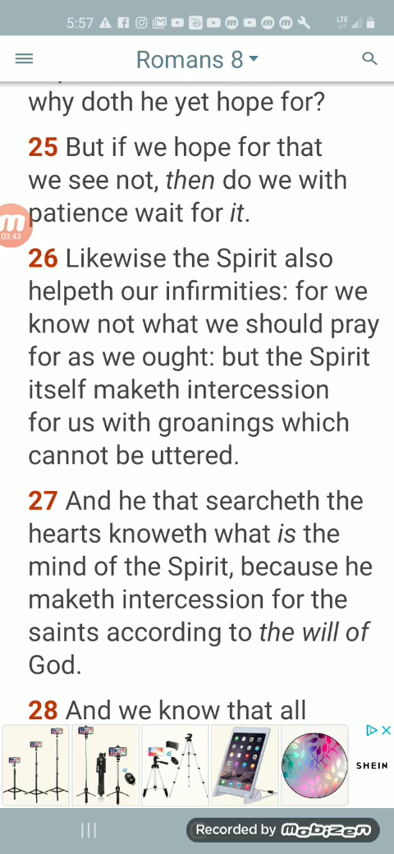 5:57
LTE
Romans 8
why doth he yet hope for?
25 But if we hope for that
we see not, then do we with
patience wait for it.
03:43
26 Likewise the Spirit also
helpeth our infirmities: for we
know not what we should pray
for as we ought: but the Spirit
itself maketh intercession
for us with groanings which
cannot be uttered.
27 And he that searcheth the
hearts knoweth what is the
mind of the Spirit, because he
maketh intercession for the
saints according to the will of
God.
28 And we know that all
SHEIN
Recorded by mobizen